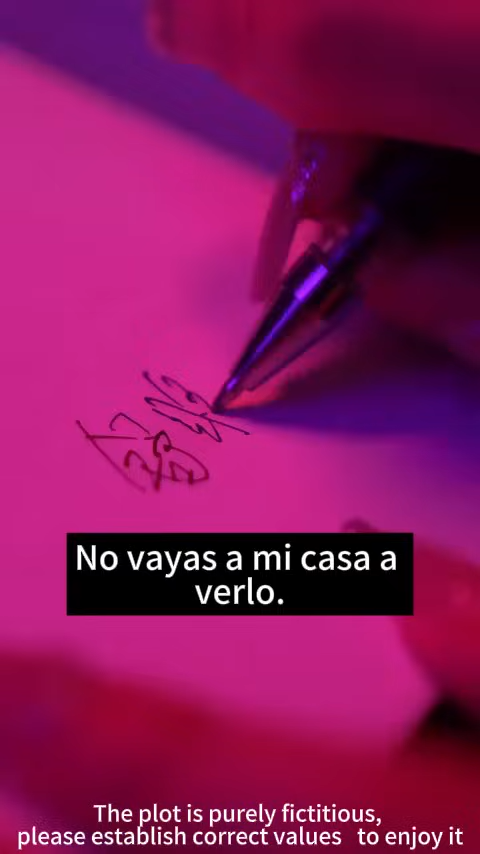 No vayas a mi casa a
verlo.
The plot is purely fictitious,
please establish correct values to enjoy it